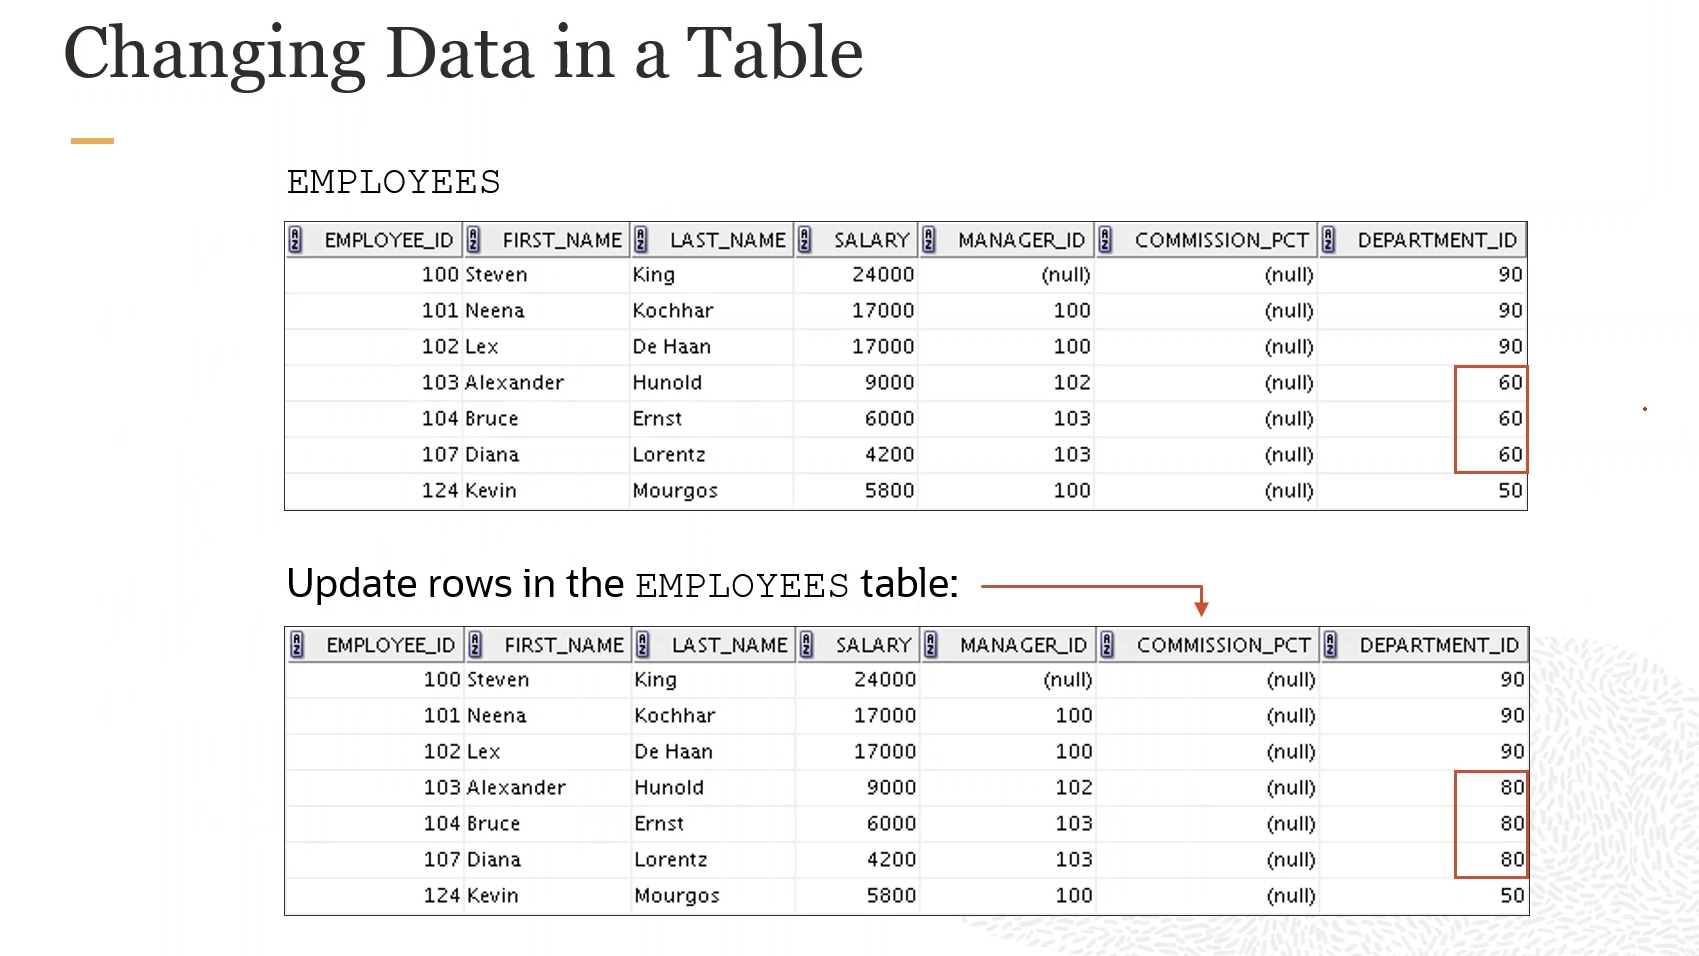 Changing Data in a Table
EMPLOYEES
EMPLOYEE_ID FIRST_NAME LAST_NAME SALARY MANAGER_ID COMMISSION_PCT DEPARTMENT_ID
100 Steven King 24000 (null) (null) 90
101 Neena Kochhar 17000 100 (null) 90
102 Lex De Haan 17000 100 (null) 90
103 Alexander Hunold 9000 102 (null) 60
104 Bruce Ernst 6000 103 (null) 60
107 Diana Lorentz 4200 103 (null) 60
124 Kevin Mourgos 5800 100 (null) 50
Update rows in the EMPLOYEES table:
EMPLOYEE_ID FIRST_NAME LAST_NAME SALARY MANAGER_ID COMMISSION_PCT DEPARTMENT_ID
100 Steven King 24000 (null) (null) 90
101 Neena Kochhar 17000 100 (null) 90
102 Lex De Haan 17000 100 (null) 90
103 Alexander Hunold 9000 102 (null) 80
104 Bruce Ernst 6000 103 (null) 80
107 Diana Lorentz 4200 103 (null) 80
124 Kevin Mourgos 5800 100 (null) 50